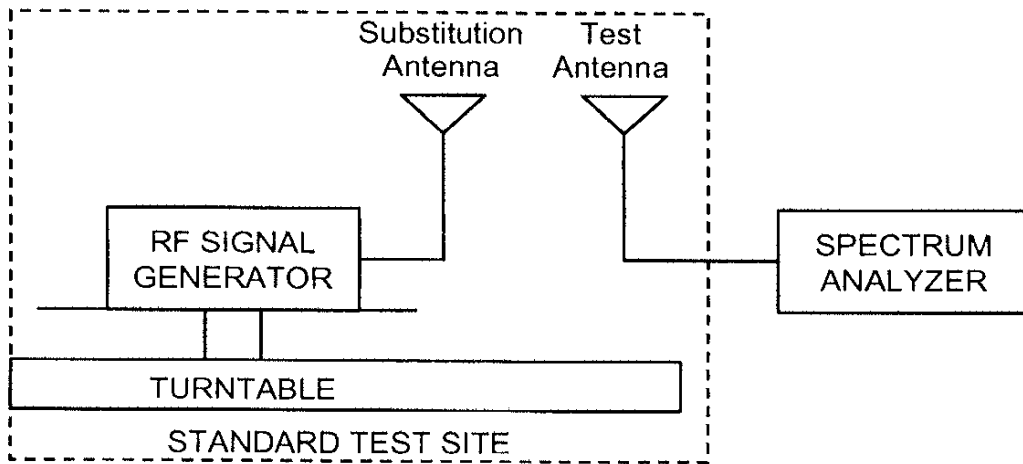 Substitution
Antenna
Test
Antenna
RF SIGNAL
GENERATOR
SPECTRUM
ANALYZER
TURNTABLE
STANDARD TEST SITE